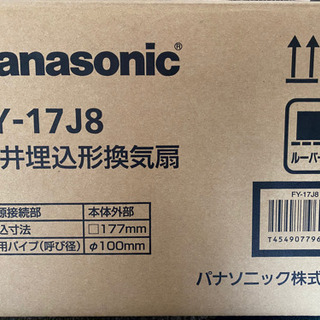 anasonic®
Y-17J8
井埋込形換気扇
源接続部 本体外部
込寸法 □177mm
用パイプ(呼び径) φ100mm
ルーバー
FY-17J8
T454907796
パナソニック株式